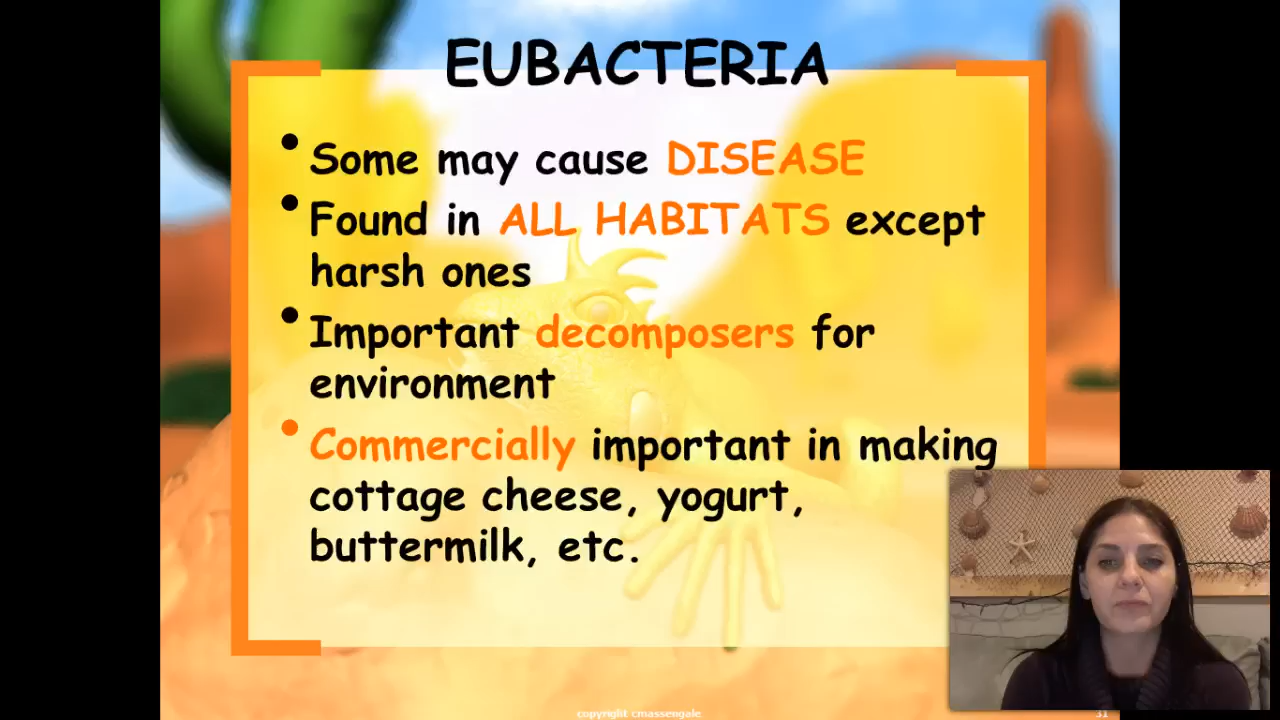 EUBACTERIA
• Some may cause DISEASE
• Found in ALL HABITATS except
harsh ones
• Important decomposers for
environment
• Commercially important in making
cottage cheese, yogurt,
buttermilk, etc.
copyright cmassengale
31